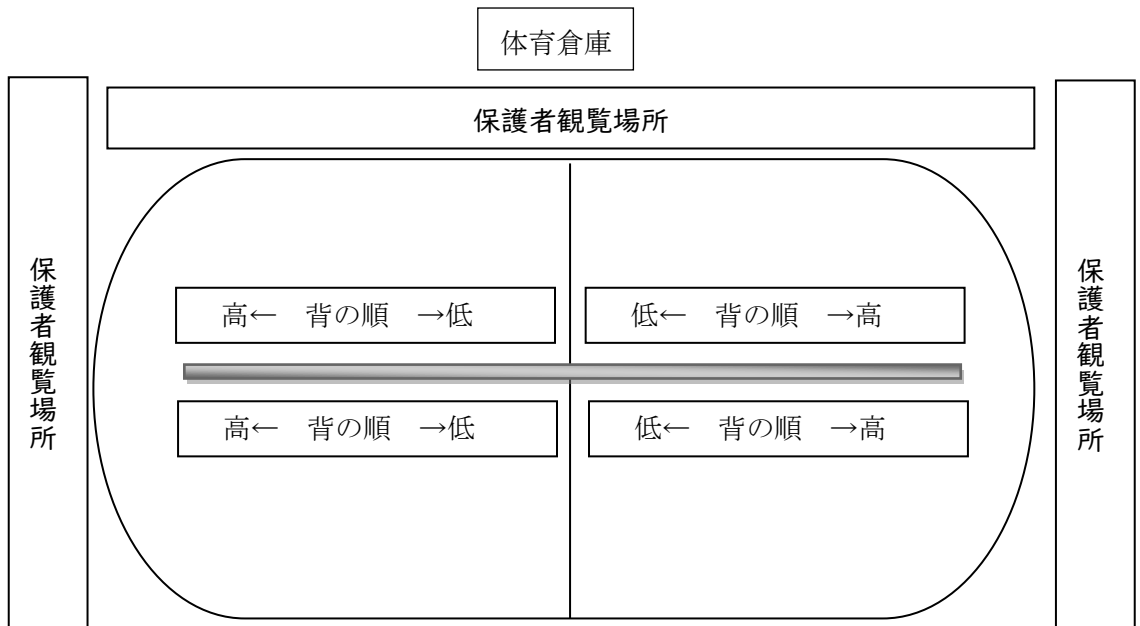 体育倉庫
保護者観覧場所
保護者観覧場所
保護者観覧場所
高← 背の順 →低
低← 背の順 →高
高← 背の順 →低
低← 背の順 →高